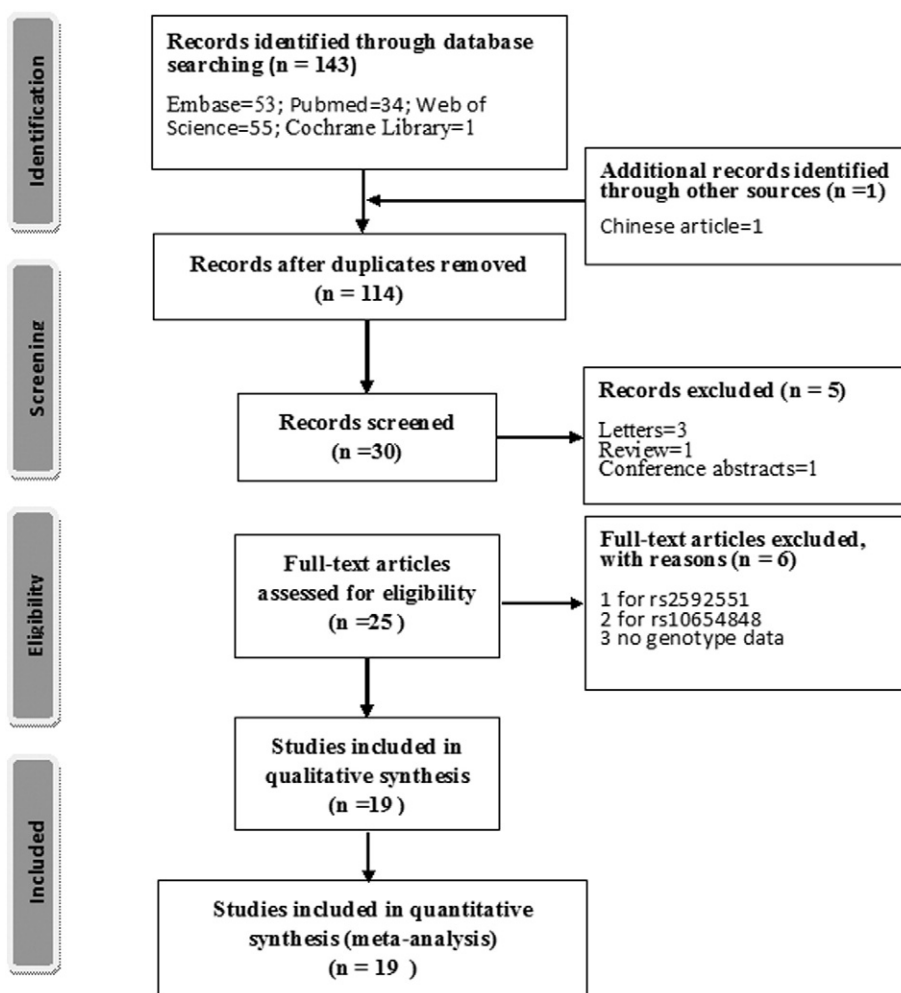 Identification
Records identified through database
searching (n = 143)
Embase=53; Pubmed=34; Web of
Science=55; Cochrane Library=1
Additional records identified
through other sources (n =1)
Chinese article=1
Records after duplicates removed
(n = 114)
Screening
Records screened
(n =30)
Records excluded (n = 5)
Letters=3
Review=1
Conference abstracts=1
Eligibility
Full-text articles
assessed for eligibility
(n =25 )
Full-text articles excluded,
with reasons (n = 6)
1 for rs2592551
2 for rs10654848
3 no genotype data
Included
Studies included in
qualitative synthesis
(n =19 )
Studies included in quantitative
synthesis (meta-analysis)
(n = 19 )